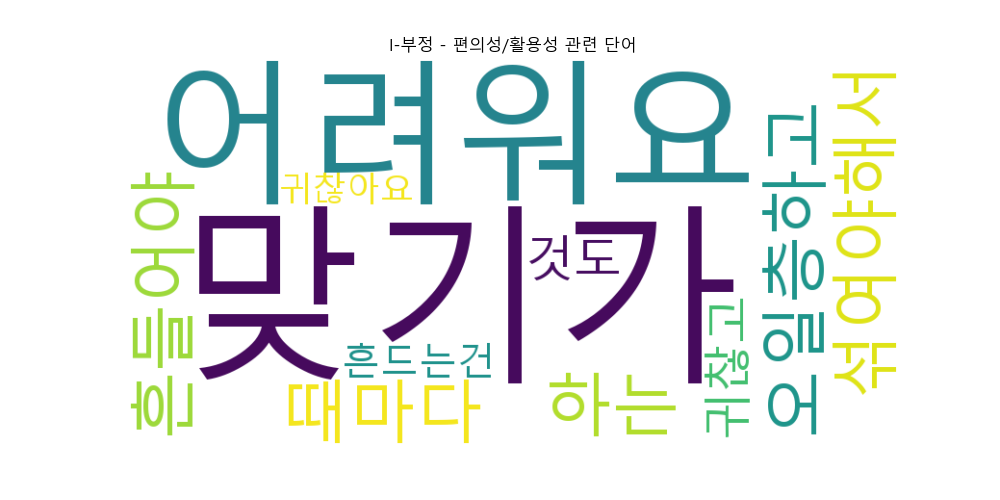 I-부정 - 편의성/활용성 관련 단어
어려워요
귀찮아요
맞기가
것도
흔들어야
흔드는건
때마다
하는
귀찮고
오일층하고
석여야해서